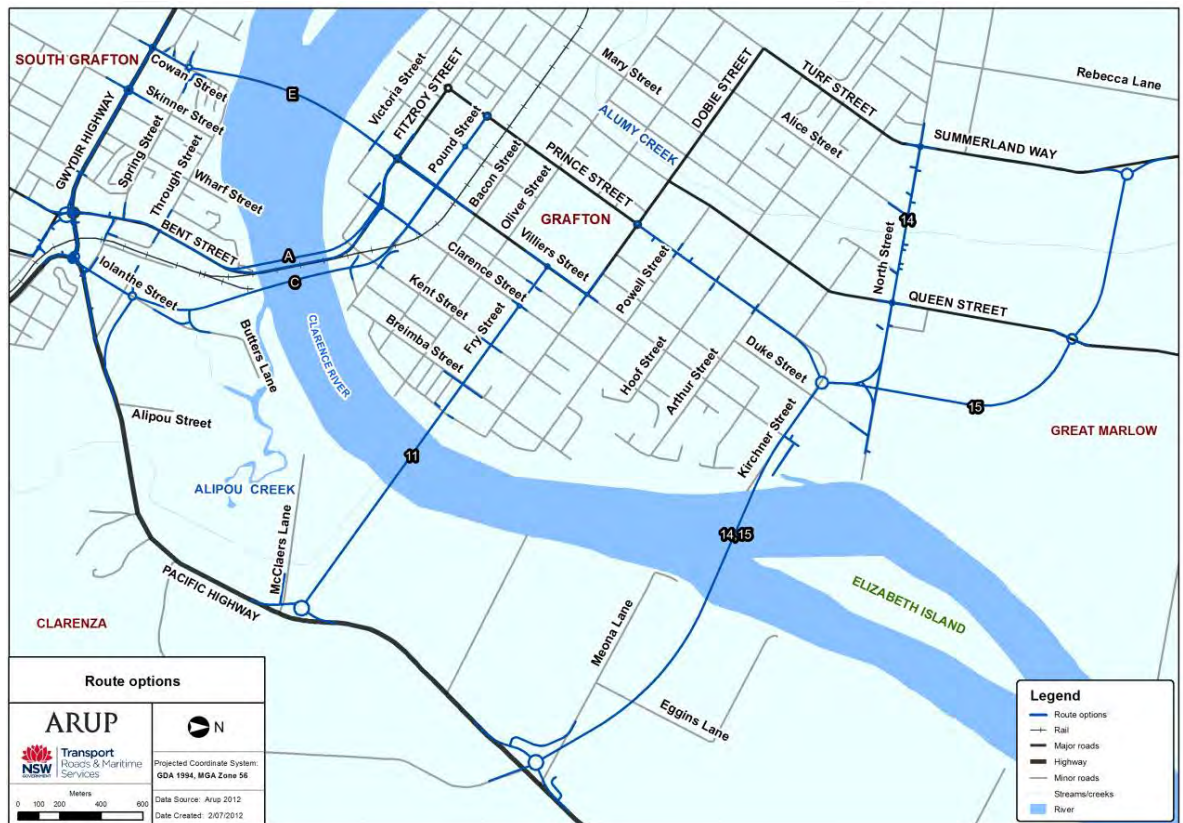 SOUTH GRAFTON
Cowan Street
Skinner Street
GWYDIR HIGHWAY
Spring Street
Through Street
Wharf Street
BENT STREET
Iolanthe Street
Butters Lane
Alipou Street
ALIPOU CREEK
McClaers Lane
PACIFIC HIGHWAY
CLARENZA
E
A
C
CLARENCE RIVER
Victoria Street
FITZROY STREET
Pound Street
Bacon Street
Oliver Street
PRINCE STREET
GRAFTON
Villiers Street
Clarence Street
Kent Street
Fry Street
Breimba Street
11
Mary Street
ALUMY CREEK
DOBIE STREET
TURF STREET
Alice Street
Rebecca Lane
SUMMERLAND WAY
14
North Street
QUEEN STREET
Powell Street
Hoof Street
Arthur Street
Duke Street
Kirchner Street
15
GREAT MARLOW
14,15
ELIZABETH ISLAND
Meona Lane
Eggins Lane
Route options
ARUP
NSW
GOVERNMENT
Transport
Roads & Maritime
Services
Meters
0 100 200 400 600
N
Projected Coordinate System:
GDA 1994, MGA Zone 56
Data Source: Arup 2012
Date Created: 2/07/2012
Legend
Route options
Rail
Major roads
Highway
Minor roads
Streams/creeks
River